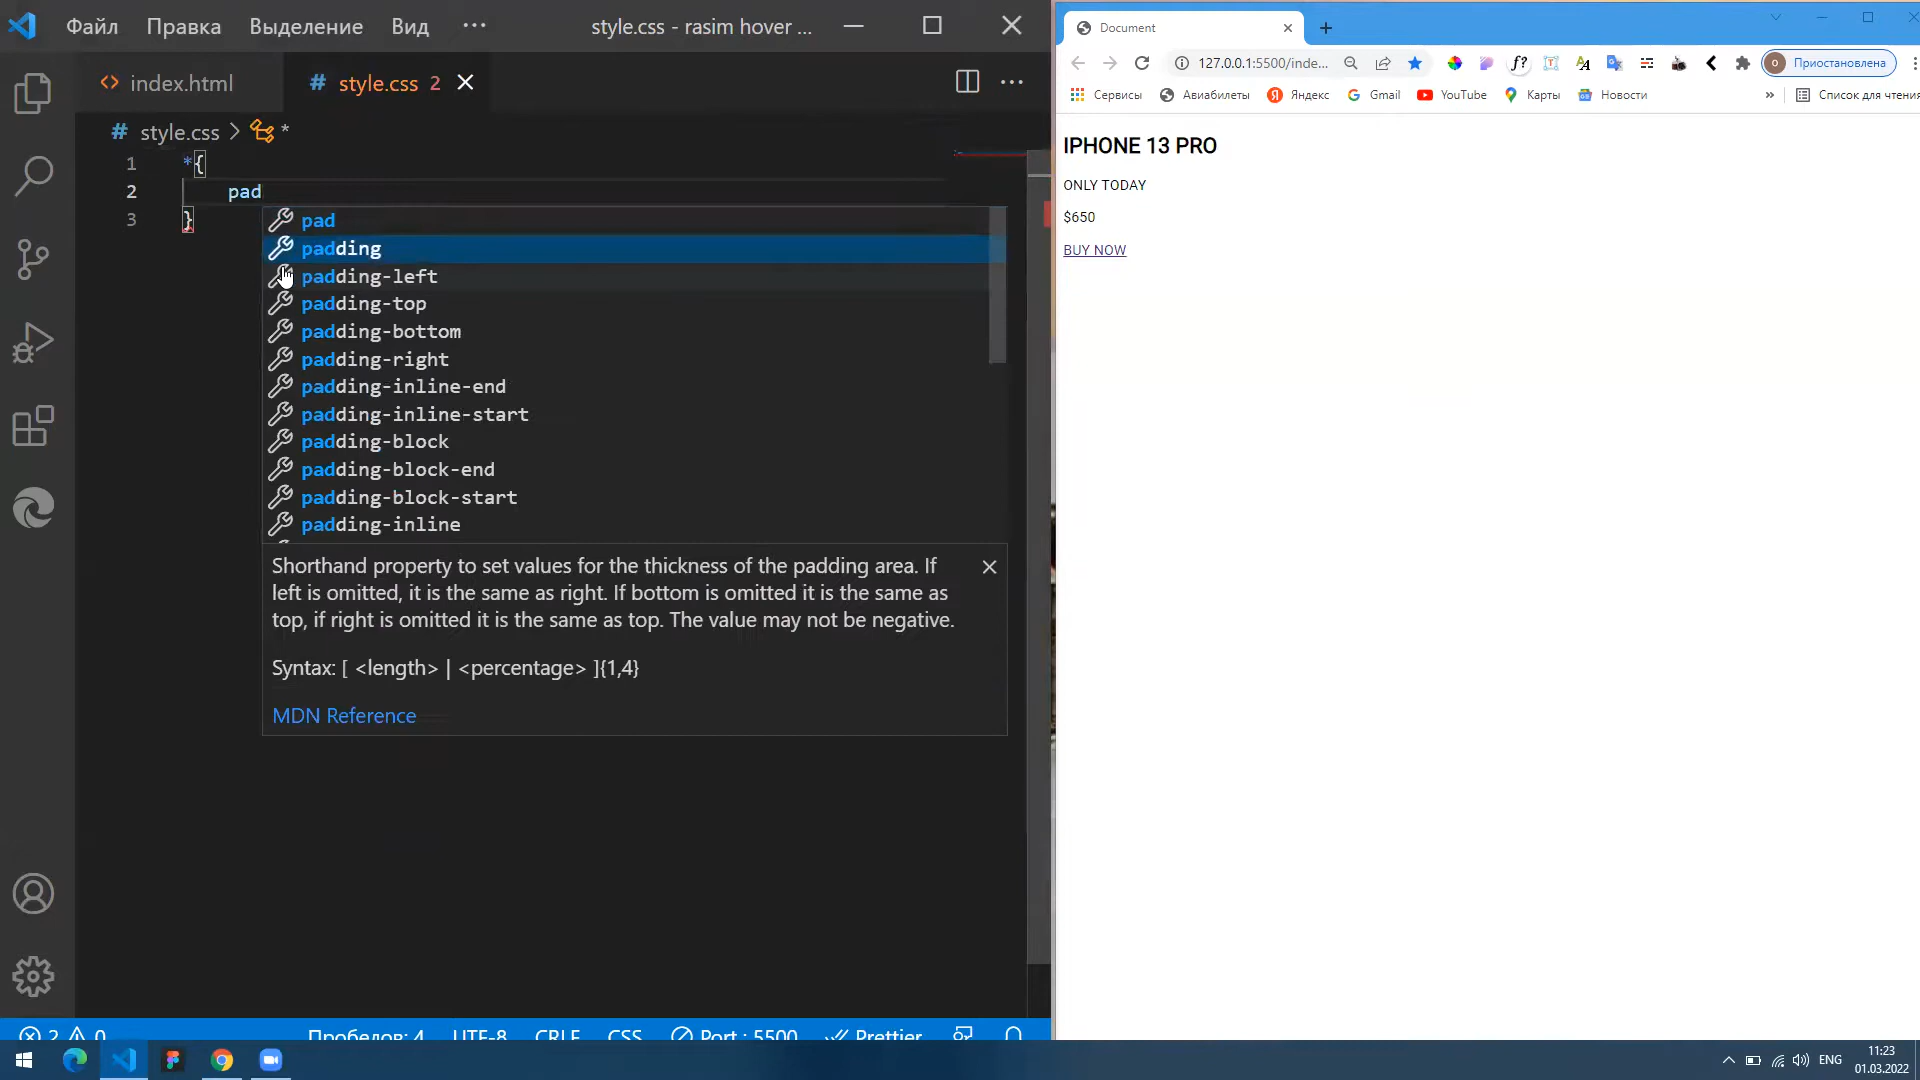 Файл Правка Выделение Вид ··· style.css - rasim hover ...
index.html # style.css 2
# style.css > *
1 *{
2 pad
3 }
pad
padding
padding-left
padding-top
padding-bottom
padding-right
padding-inline-end
padding-inline-start
padding-block
padding-block-end
padding-block-start
padding-inline
Shorthand property to set values for the thickness of the padding area. If
left is omitted, it is the same as right. If bottom is omitted it is the same as
top, if right is omitted it is the same as top. The value may not be negative.
Syntax: [ <length> | <percentage> ]{1,4}
MDN Reference
2 0 Пробелов: 4 UTF-8 CRLF CSS Port : 5500 Prettier
Document
127.0.0.1:5500/inde... f? О Приостановлена
Сервисы Авиабилеты Яндекс Gmail YouTube Карты Новости » Список для чтения
IPHONE 13 PRO
ONLY TODAY
$650
BUY NOW
ENG 11:23
01.03.2022